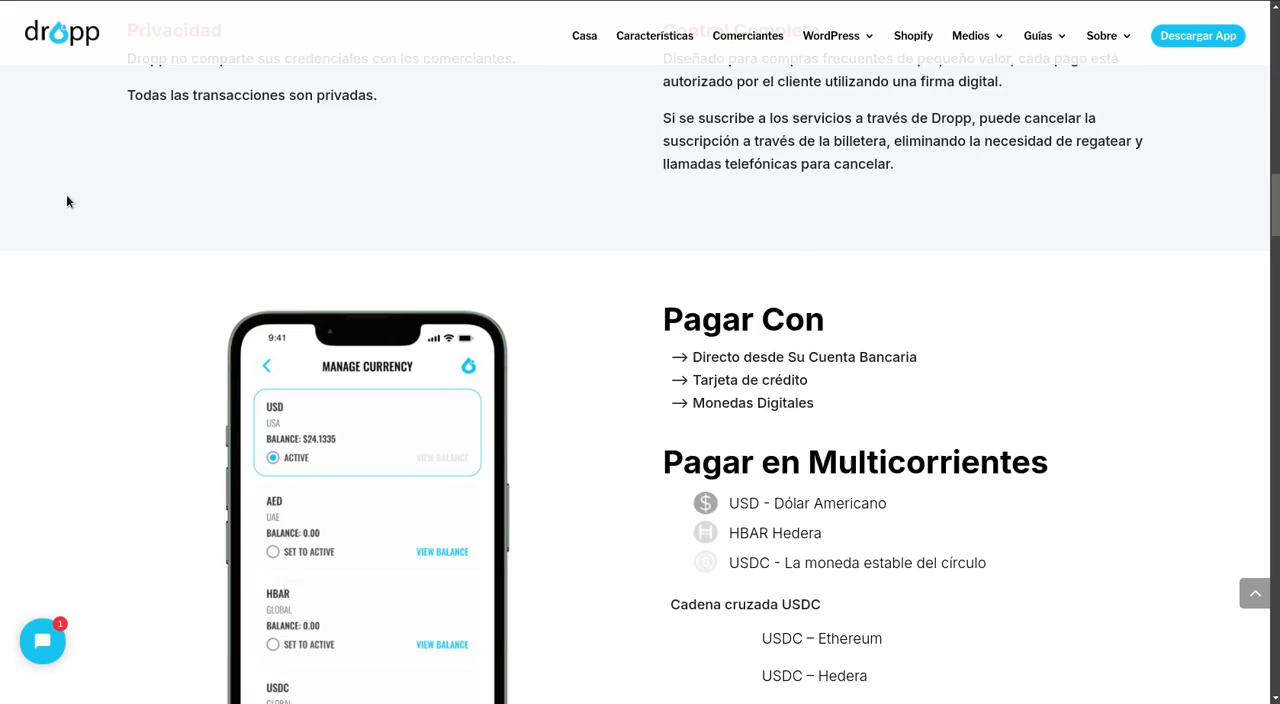 dropp
Casa
Características
Comerciantes
WordPress
Shopify
Medios
Guías
Sobre
Descargar App
Privacidad
Dropp no comparte sus credenciales con los comerciantes.
Todas las transacciones son privadas.
Control Completo
Diseñado para compras frecuentes de pequeño valor, cada pago está
autorizado por el cliente utilizando una firma digital.
Si se suscribe a los servicios a través de Dropp, puede cancelar la
suscripción a través de la billetera, eliminando la necesidad de regatear y
llamadas telefónicas para cancelar.
9:41
MANAGE CURRENCY
USD
USA
BALANCE: $24.1335
ACTIVE
VIEW BALANCE
AED
UAE
BALANCE: 0.00
SET TO ACTIVE
VIEW BALANCE
HBAR
GLOBAL
BALANCE: 0.00
SET TO ACTIVE
VIEW BALANCE
USDC
GLOBAL
Pagar Con
Directo desde Su Cuenta Bancaria
Tarjeta de crédito
Monedas Digitales
Pagar en Multicorrientes
USD - Dólar Americano
HBAR Hedera
USDC - La moneda estable del círculo
Cadena cruzada USDC
USDC – Ethereum
USDC – Hedera
1